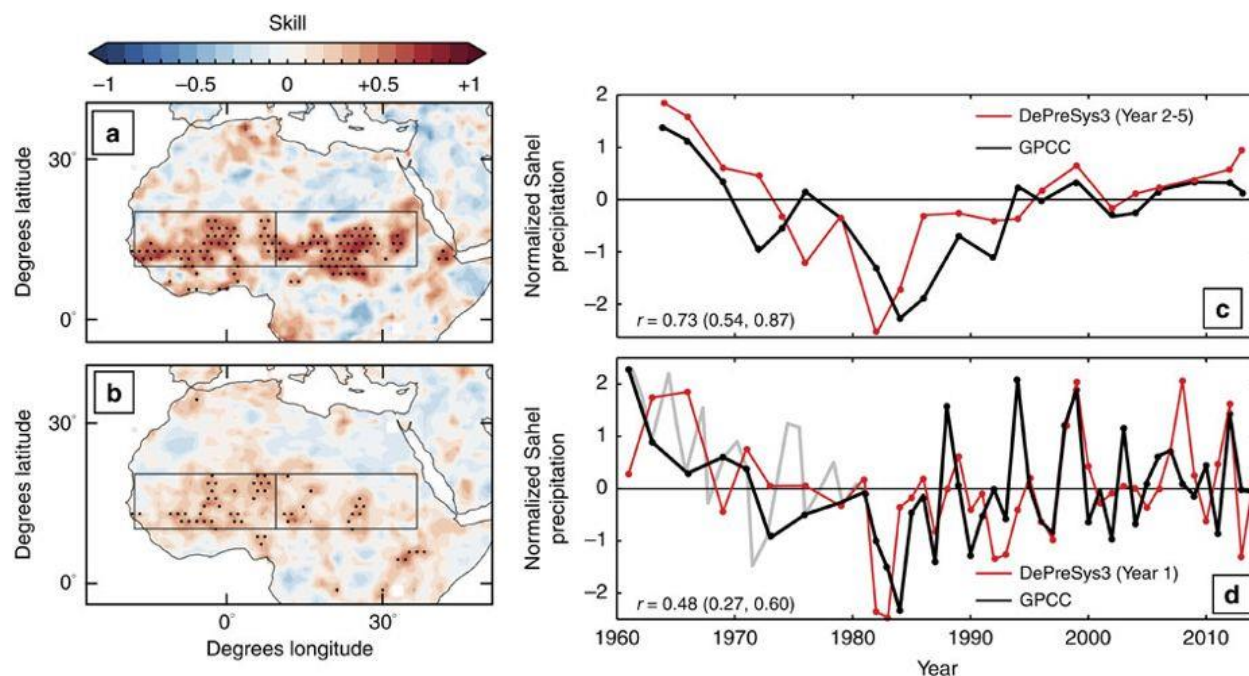 Skill
−1 −0.5 0 +0.5 +1
a
30°
0°
Degrees latitude
b
30°
0°
Degrees latitude
0° 30°
Degrees longitude
2
1
0
−1
−2
Normalized Sahel
precipitation
DePreSys3 (Year 2-5)
GPCC
r = 0.73 (0.54, 0.87)
c
2
1
0
−1
−2
Normalized Sahel
precipitation
DePreSys3 (Year 1)
GPCC
r = 0.48 (0.27, 0.60)
d
1960 1970 1980 1990 2000 2010
Year